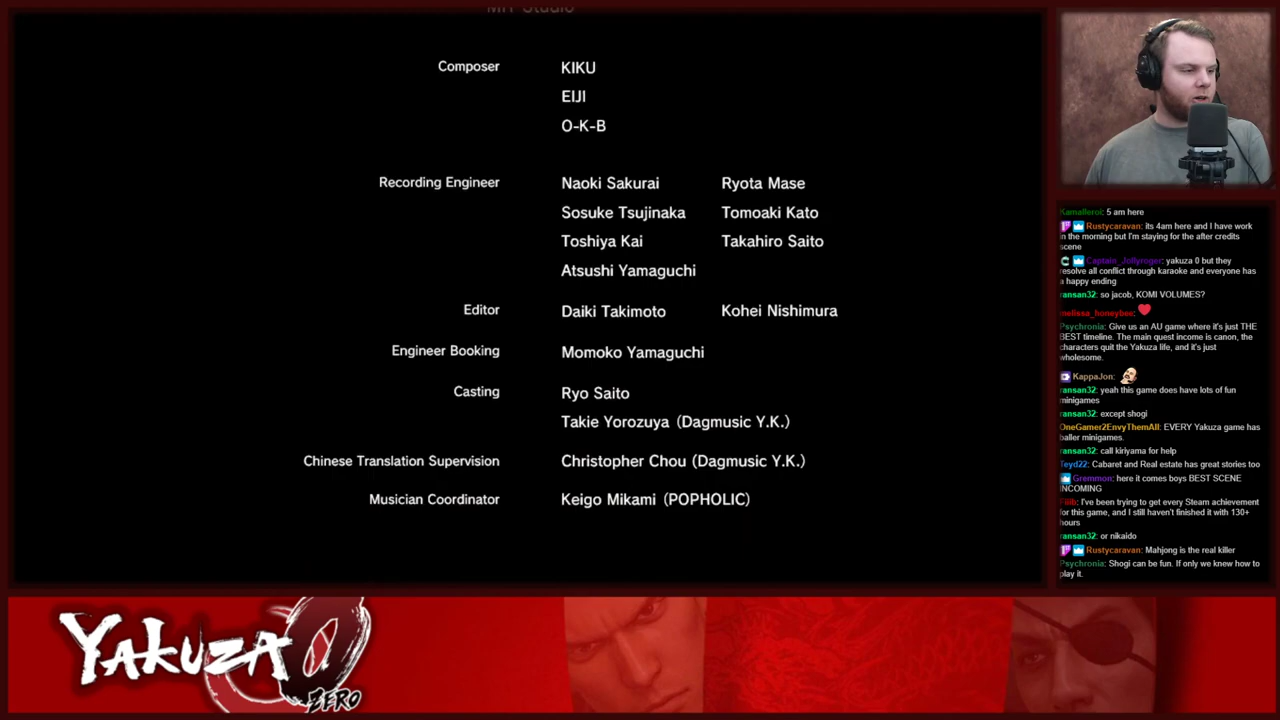 MIT Studio
Composer KIKU
EIJI
O-K-B
Recording Engineer Naoki Sakurai Ryota Mase
Sosuke Tsujinaka Tomoaki Kato
Toshiya Kai Takahiro Saito
Atsushi Yamaguchi
Editor Daiki Takimoto Kohei Nishimura
Engineer Booking Momoko Yamaguchi
Casting Ryo Saito
Takie Yorozuya (Dagmusic Y.K.)
Chinese Translation Supervision Christopher Chou (Dagmusic Y.K.)
Musician Coordinator Keigo Mikami (POPHOLIC)
Kamalleroi: 5 am here
Rustycaravan: its 4am here and I have work
in the morning but I'm staying for the after credits
scene
Captain_Jollyroger: yakuza 0 but they
resolve all conflict through karaoke and everyone has
a happy ending
ransan32: so jacob, KOMI VOLUMES?
melissa_honeybee:
Psychronia: Give us an AU game where it's just THE
BEST timeline. The main quest income is canon, the
characters quit the Yakuza life, and it's just
wholesome.
KappaJon:
ransan32: yeah this game does have lots of fun
minigames
ransan32: except shogi
OneGamer2EnvyThemAll: EVERY Yakuza game has
baller minigames.
ransan32: call kiriyama for help
Teyd22: Cabaret and Real estate has great stories too
Gremmon: here it comes boys BEST SCENE
INCOMING
: I've been trying to get every Steam achievement
for this game, and I still haven't finished it with 130+
hours
ransan32: or nikaido
Rustycaravan: Mahjong is the real killer
Psychronia: Shogi can be fun. If only we knew how to
play it.
YAKUZA 0
ZERO